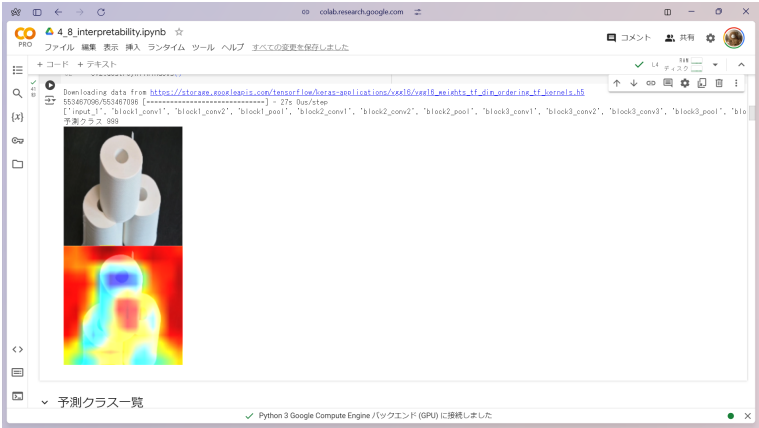 colab.research.google.com
PRO
4_8_interpretability.ipynb
ファイル 編集 表示 挿入 ランタイム ツール ヘルプ すべての変更を保存しました
コメント 共有
+ コード + テキスト
L4 RAM ディスク
Downloading data from https://storage.googleapis.com/tensorflow/keras-applications/vgg16/vgg16_weights_tf_dim_ordering_tf_kernels.h5
553467096/553467096 [==============================] - 27s 0us/step
['input_1', 'block1_conv1', 'block1_conv2', 'block1_pool', 'block2_conv1', 'block2_conv2', 'block2_pool', 'block3_conv1', 'block3_conv2', 'block3_conv3', 'block3_pool', 'blo
予測クラス 999
予測クラス一覧
Python 3 Google Compute Engine バックエンド (GPU) に接続しました